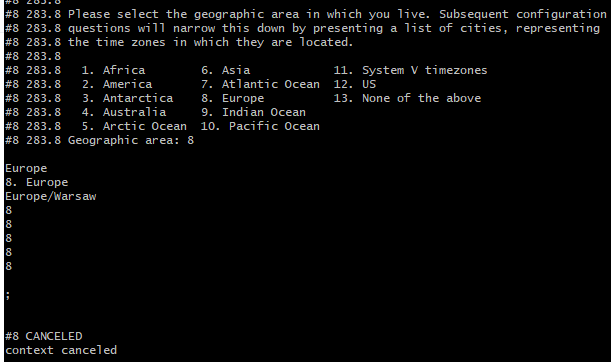 #8 283.8
#8 283.8 Please select the geographic area in which you live. Subsequent configuration
#8 283.8 questions will narrow this down by presenting a list of cities, representing
#8 283.8 the time zones in which they are located.
#8 283.8
#8 283.8   1. Africa        6. Asia            11. System V timezones
#8 283.8   2. America       7. Atlantic Ocean  12. US
#8 283.8   3. Antarctica    8. Europe          13. None of the above
#8 283.8   4. Australia     9. Indian Ocean
#8 283.8   5. Arctic Ocean  10. Pacific Ocean
#8 283.8 Geographic area: 8
Europe
8. Europe
Europe/Warsaw
8
8
8
8
8
;
#8 CANCELED
context canceled